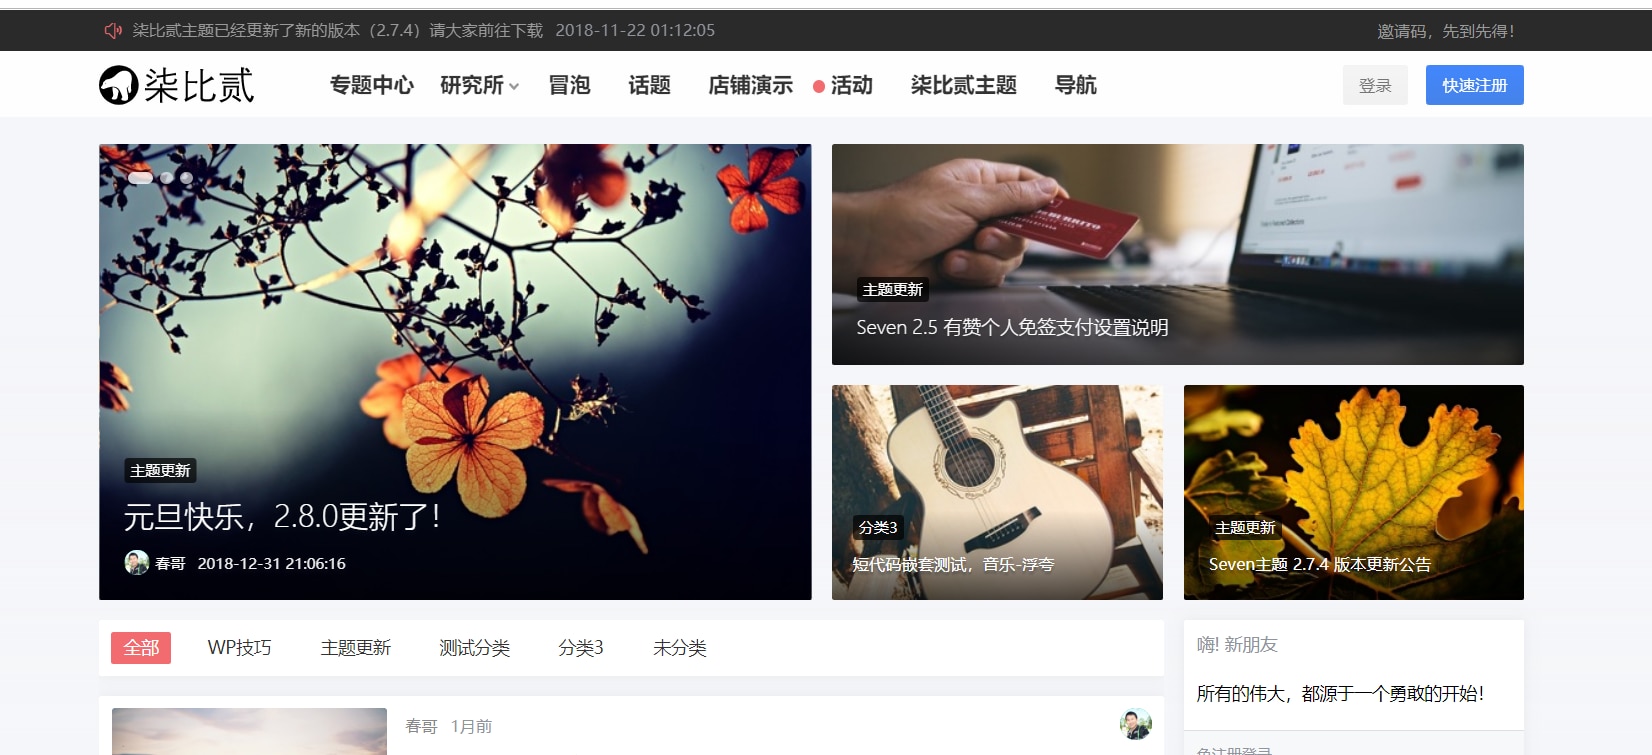 柒比贰主题已经更新了新的版本（2.7.4）请大家前往下载 2018-11-22 01:12:05
邀请码，先到先得！
柒比贰
专题中心 研究所 冒泡 话题 店铺演示 活动 柒比贰主题 导航
登录 快速注册
主题更新
元旦快乐，2.8.0更新了！
春哥 2018-12-31 21:06:16
主题更新
Seven 2.5 有赞个人免签支付设置说明
分类3
短代码嵌套测试，音乐-浮夸
主题更新
Seven主题 2.7.4 版本更新公告
全部 WP技巧 主题更新 测试分类 分类3 未分类
春哥 1月前
嗨! 新朋友
所有的伟大，都源于一个勇敢的开始！
免注册登录